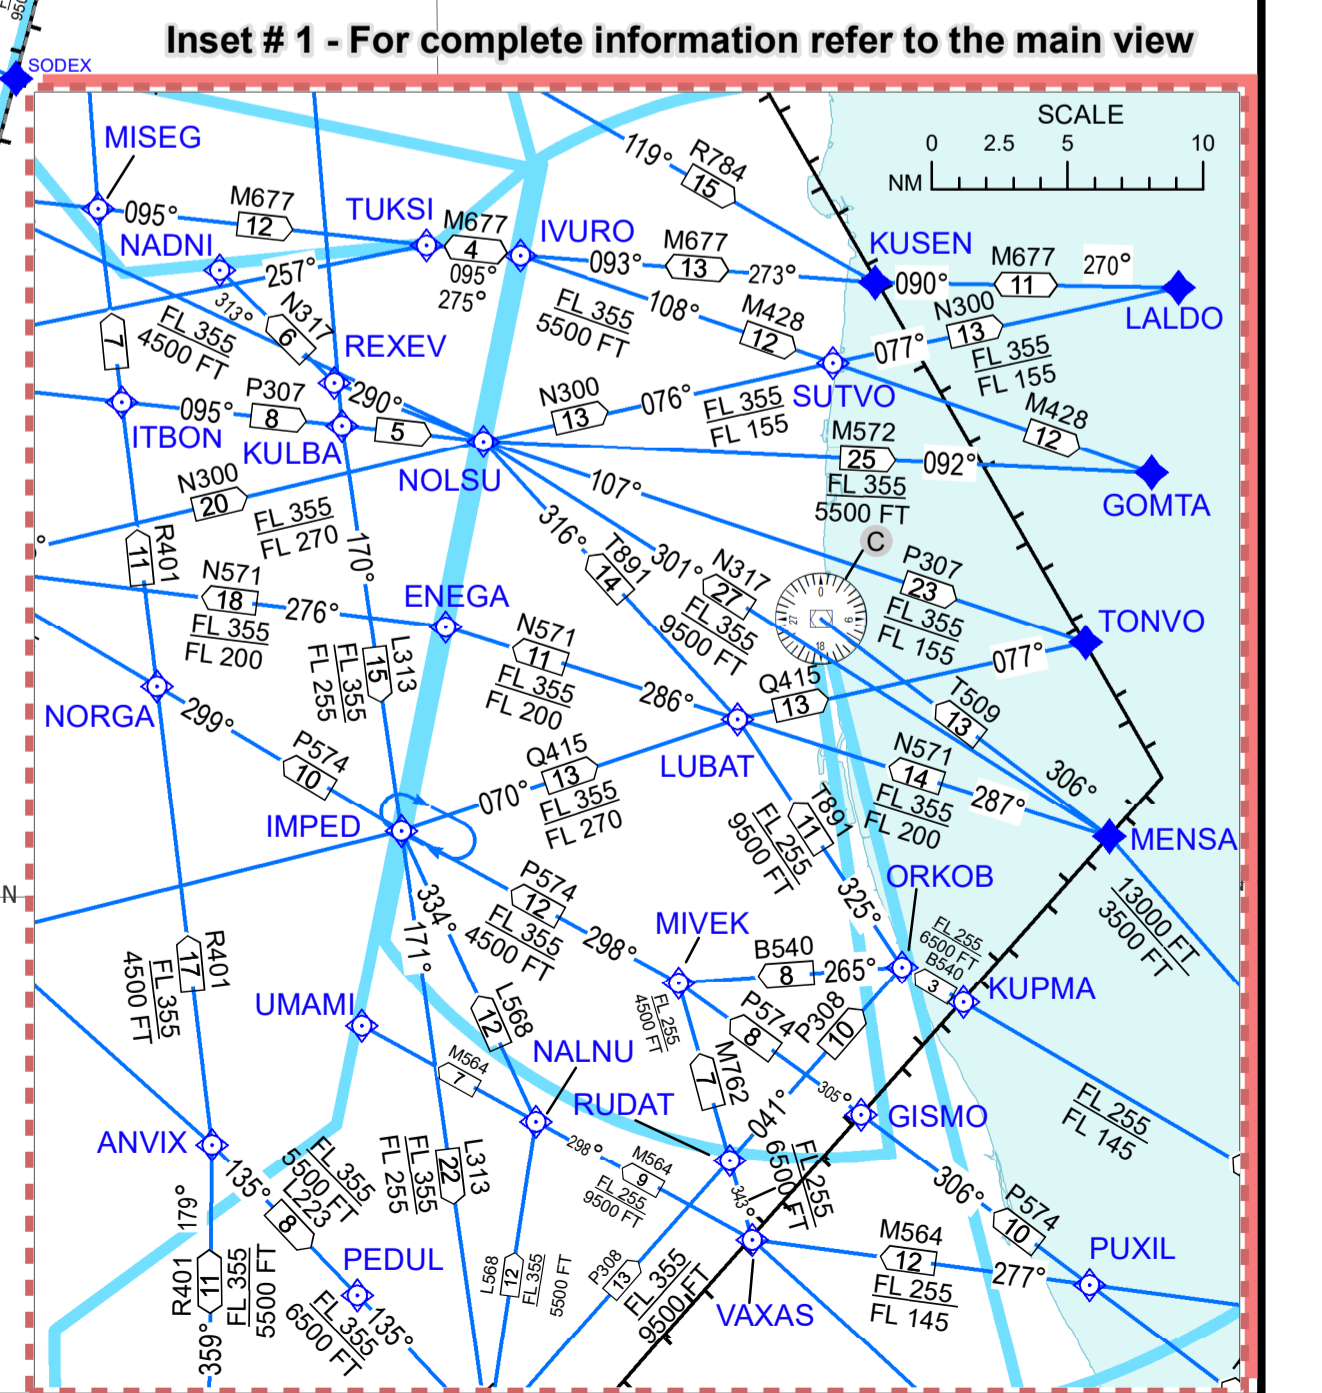 Inset # 1 - For complete information refer to the main view
SODEX
SCALE
0 2.5 5 10
NM
MISEG
119°
R784
15
095°
M677
12
TUKSI
M677
4
095°
275°
IVURO
093°
M677
13
273°
KUSEN
090°
M677
11
270°
LALDO
NADNI
257°
313°
N317
6
FL 355
4500 FT
FL 355
5500 FT
108°
M428
12
N300
13
077°
FL 355
FL 155
7
REXEV
290°
SUTVO
P307
8
095°
5
ITBON
KULBA
NOLSU
N300
13
076°
FL 355
FL 155
M428
12
M572
25
092°
FL 355
5500 FT
GOMTA
N300
20
FL 355
FL 270
107°
C
R401
11
170°
316°
T891
14
301°
N317
27
FL 355
9500 FT
P307
23
FL 355
FL 155
0
9
18
27
N571
18
276°
FL 355
FL 200
ENEGA
TONVO
077°
N571
11
FL 355
FL 200
286°
L313
15
FL 355
FL 255
Q415
13
T509
13
306°
NORGA
299°
P574
10
LUBAT
N571
14
FL 355
FL 200
287°
Q415
13
070°
FL 355
FL 270
IMPED
T891
11
FL 255
9500 FT
325°
MENSA
ORKOB
13000 FT
3500 FT
N
334°
171°
P574
12
FL 355
4500 FT
298°
MIVEK
B540
8
265°
FL 255
6500 FT
B540
3
KUPMA
R401
17
FL 355
4500 FT
UMAMI
L568
12
FL 255
4500 FT
P574
8
P308
10
M564
7
NALNU
M762
7
305°
GISMO
FL 255
FL 145
RUDAT
041°
ANVIX
135°
FL 355
5500 FT
L223
8
L313
22
FL 355
FL 255
298°
M564
9
FL 255
9500 FT
343°
FL 255
6500 FT
306°
P574
10
179°
R401
11
FL 355
5500 FT
359°
PEDUL
FL 355
6500 FT
135°
L568
12
FL 355
5500 FT
P308
13
FL 355
9500 FT
VAXAS
M564
12
277°
FL 255
FL 145
PUXIL